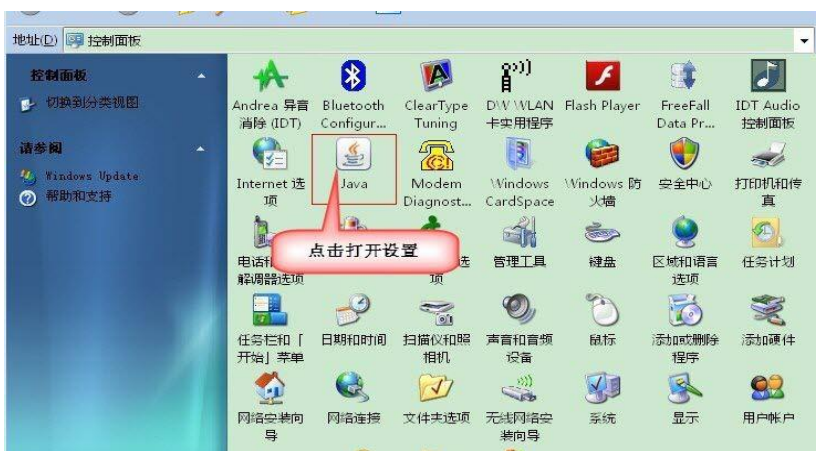 地址(D) 控制面板
控制面板
切换到分类视图
请参阅
Windows Update
帮助和支持
Andrea 异音
消除 (IDT)
Bluetooth
Configur...
ClearType
Tuning
DW WLAN
卡实用程序
Flash Player
FreeFall
Data Pr...
IDT Audio
控制面板
Internet 选
项
Java
Modem
Diagnost...
Windows
CardSpace
Windows 防
火墙
安全中心
打印机和传
真
点击打开设置
电话和
解调器选项
选
项
管理工具
键盘
区域和语言
选项
任务计划
任务栏和「
开始」菜单
日期和时间
扫描仪和照
相机
声音和音频
设备
鼠标
添加或删除
程序
添加硬件
网络安装向
导
网络连接
文件夹选项
无线网络安
装向导
系统
显示
用户帐户